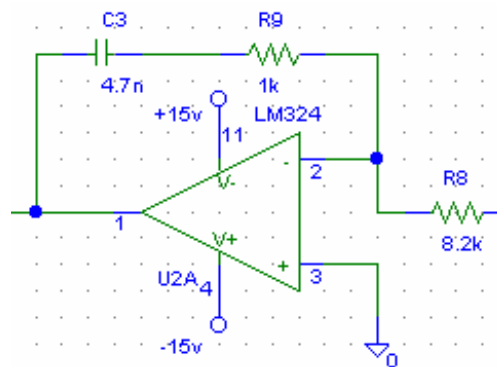 C3
R9
4.7n
1k
+15v
LM324
11
V-
-
2
R8
1
8.2k
V+
+
3
U2A
4
-15v
0